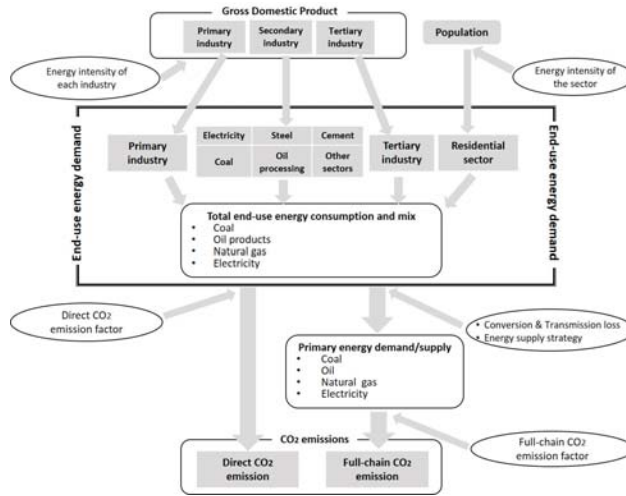 Gross Domestic Product
Primary industry
Secondary industry
Tertiary industry
Population
Energy intensity of
each industry
Energy intensity of
the sector
End-use energy demand
End-use energy demand
Primary
industry
Electricity
Steel
Cement
Coal
Oil
processing
Other
sectors
Tertiary
industry
Residential
sector
Total end-use energy consumption and mix
• Coal
• Oil products
• Natural gas
• Electricity
Direct CO2
emission factor
• Conversion & Transmission loss
• Energy supply strategy
Primary energy demand/supply
• Coal
• Oil
• Natural gas
• Electricity
Full-chain CO2
emission factor
CO2 emissions
Direct CO2
emission
Full-chain CO2
emission